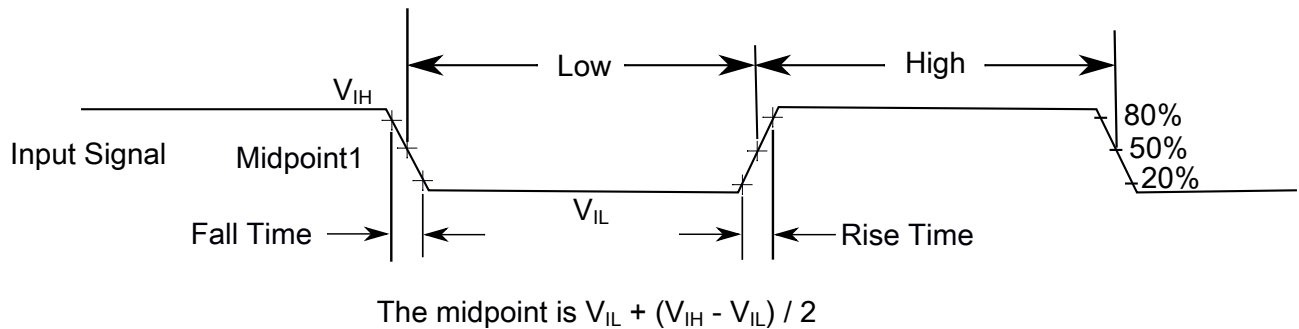 Low
High
V_IH
80%
Input Signal
Midpoint1
50%
20%
V_IL
Fall Time
Rise Time
The midpoint is V_IL + (V_IH - V_IL) / 2